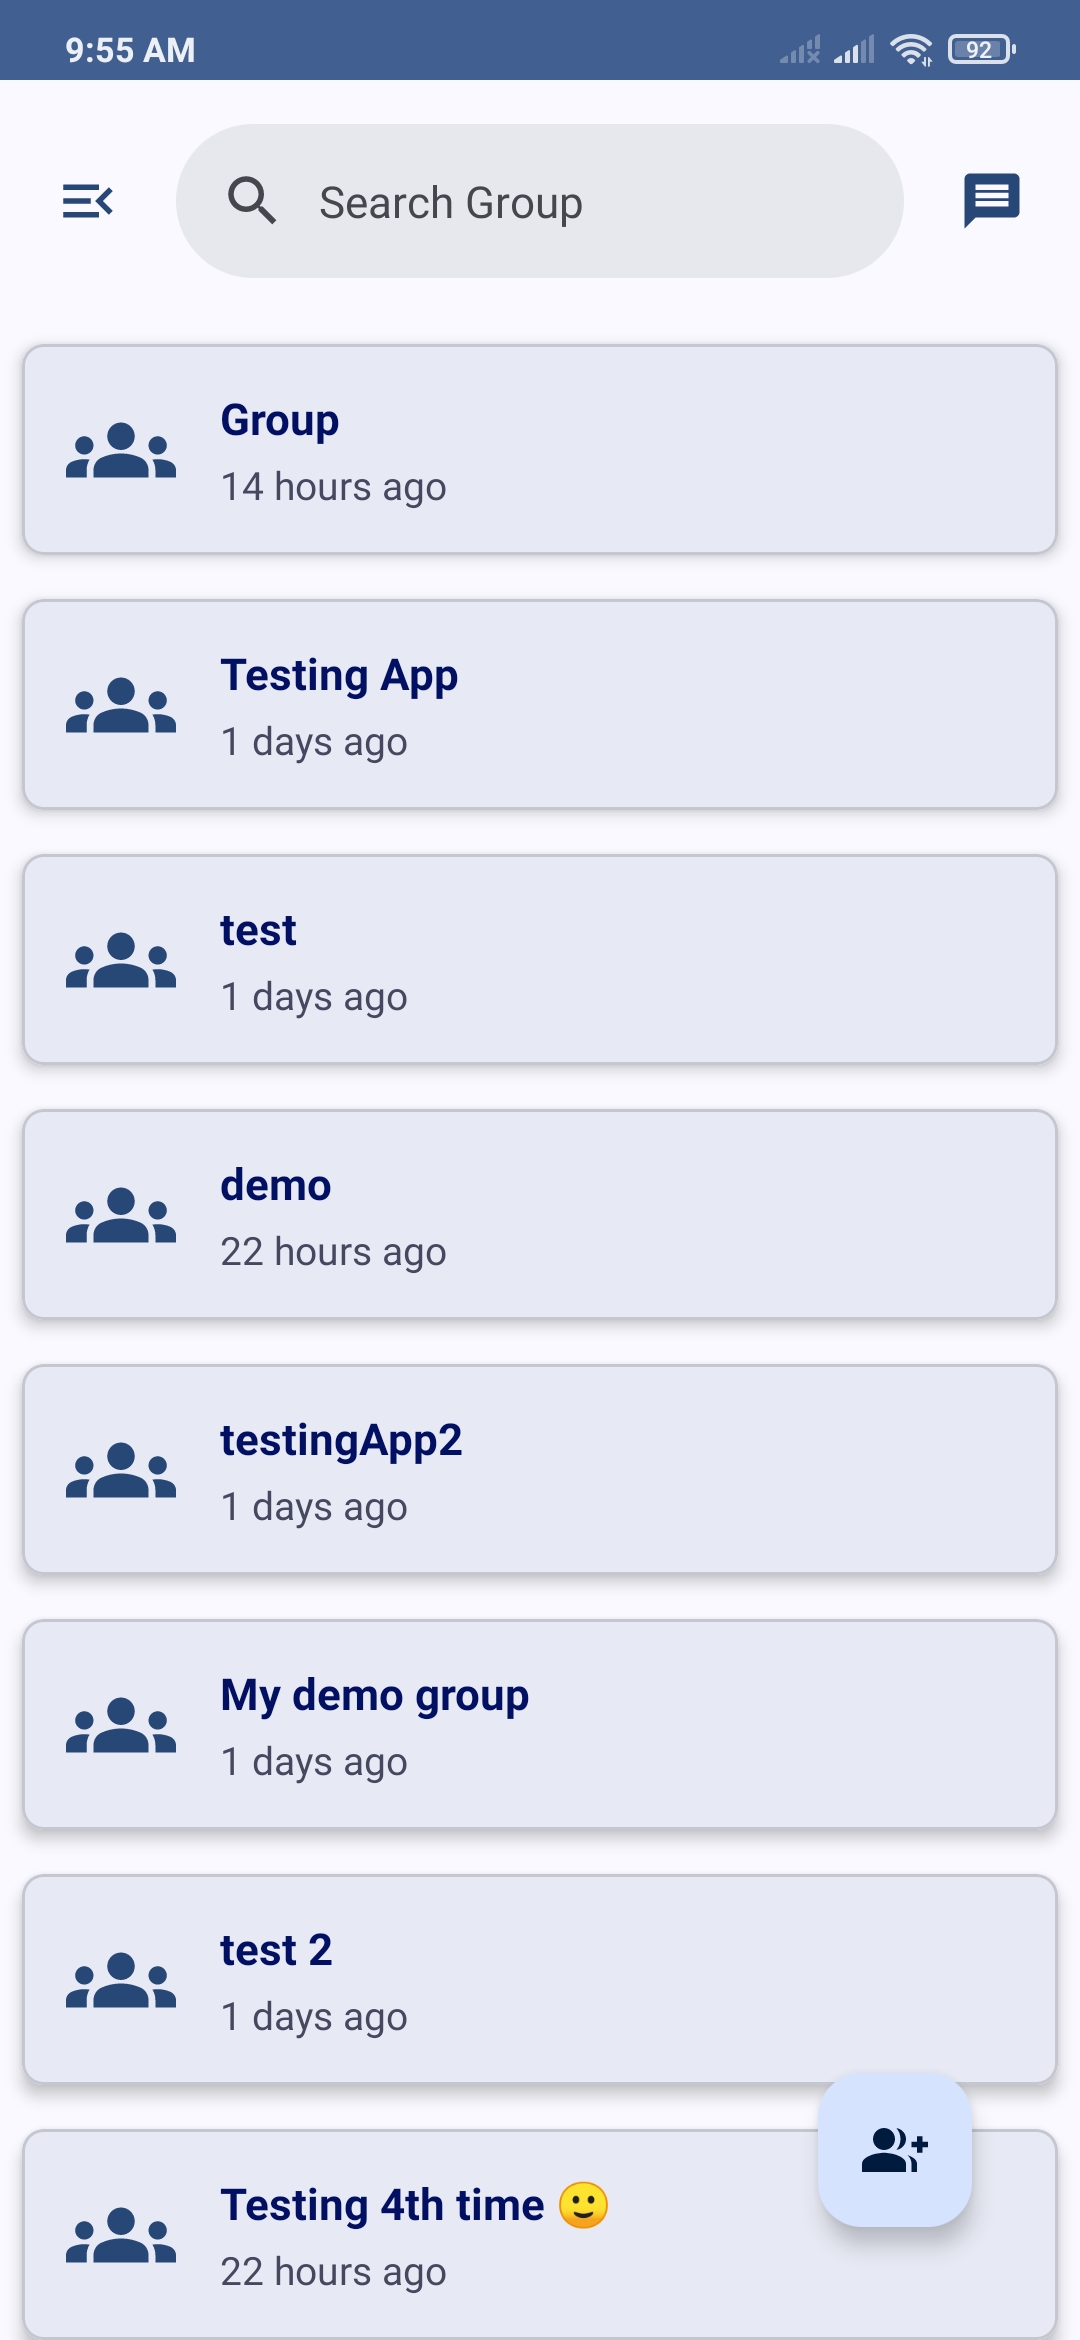 9:55 AM
92
Search Group
Group
14 hours ago
Testing App
1 days ago
test
1 days ago
demo
22 hours ago
testingApp2
1 days ago
My demo group
1 days ago
test 2
1 days ago
Testing 4th time 🙂
22 hours ago